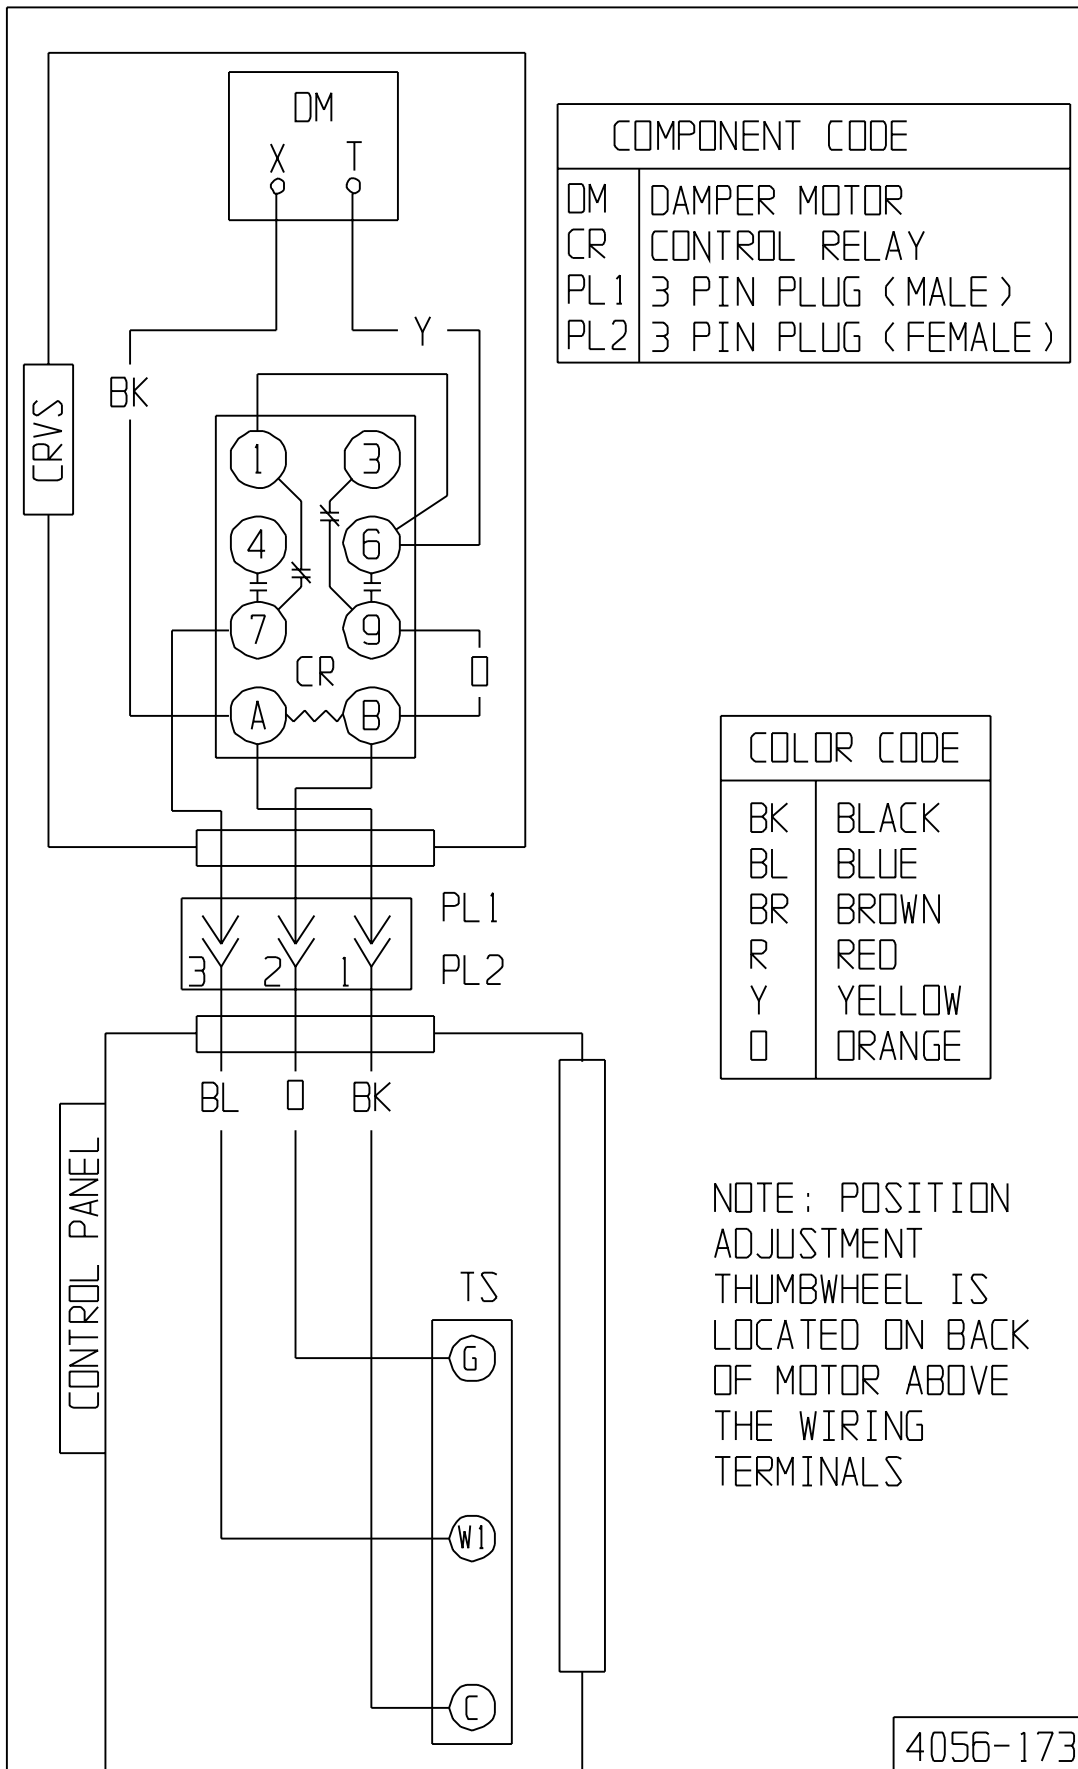 DM
X T
COMPONENT CODE
DM DAMPER MOTOR
CR CONTROL RELAY
PL1 3 PIN PLUG (MALE)
PL2 3 PIN PLUG (FEMALE)
Y
BK
CRVS
1 3
4 6
7 9
CR
O
A B
COLOR CODE
BK BLACK
BL BLUE
BR BROWN
R RED
Y YELLOW
O ORANGE
PL1
3 2 1 PL2
BL O BK
CONTROL PANEL
NOTE: POSITION
ADJUSTMENT
THUMBWHEEL IS
LOCATED ON BACK
OF MOTOR ABOVE
THE WIRING
TERMINALS
TS
G
W1
C
4056-173